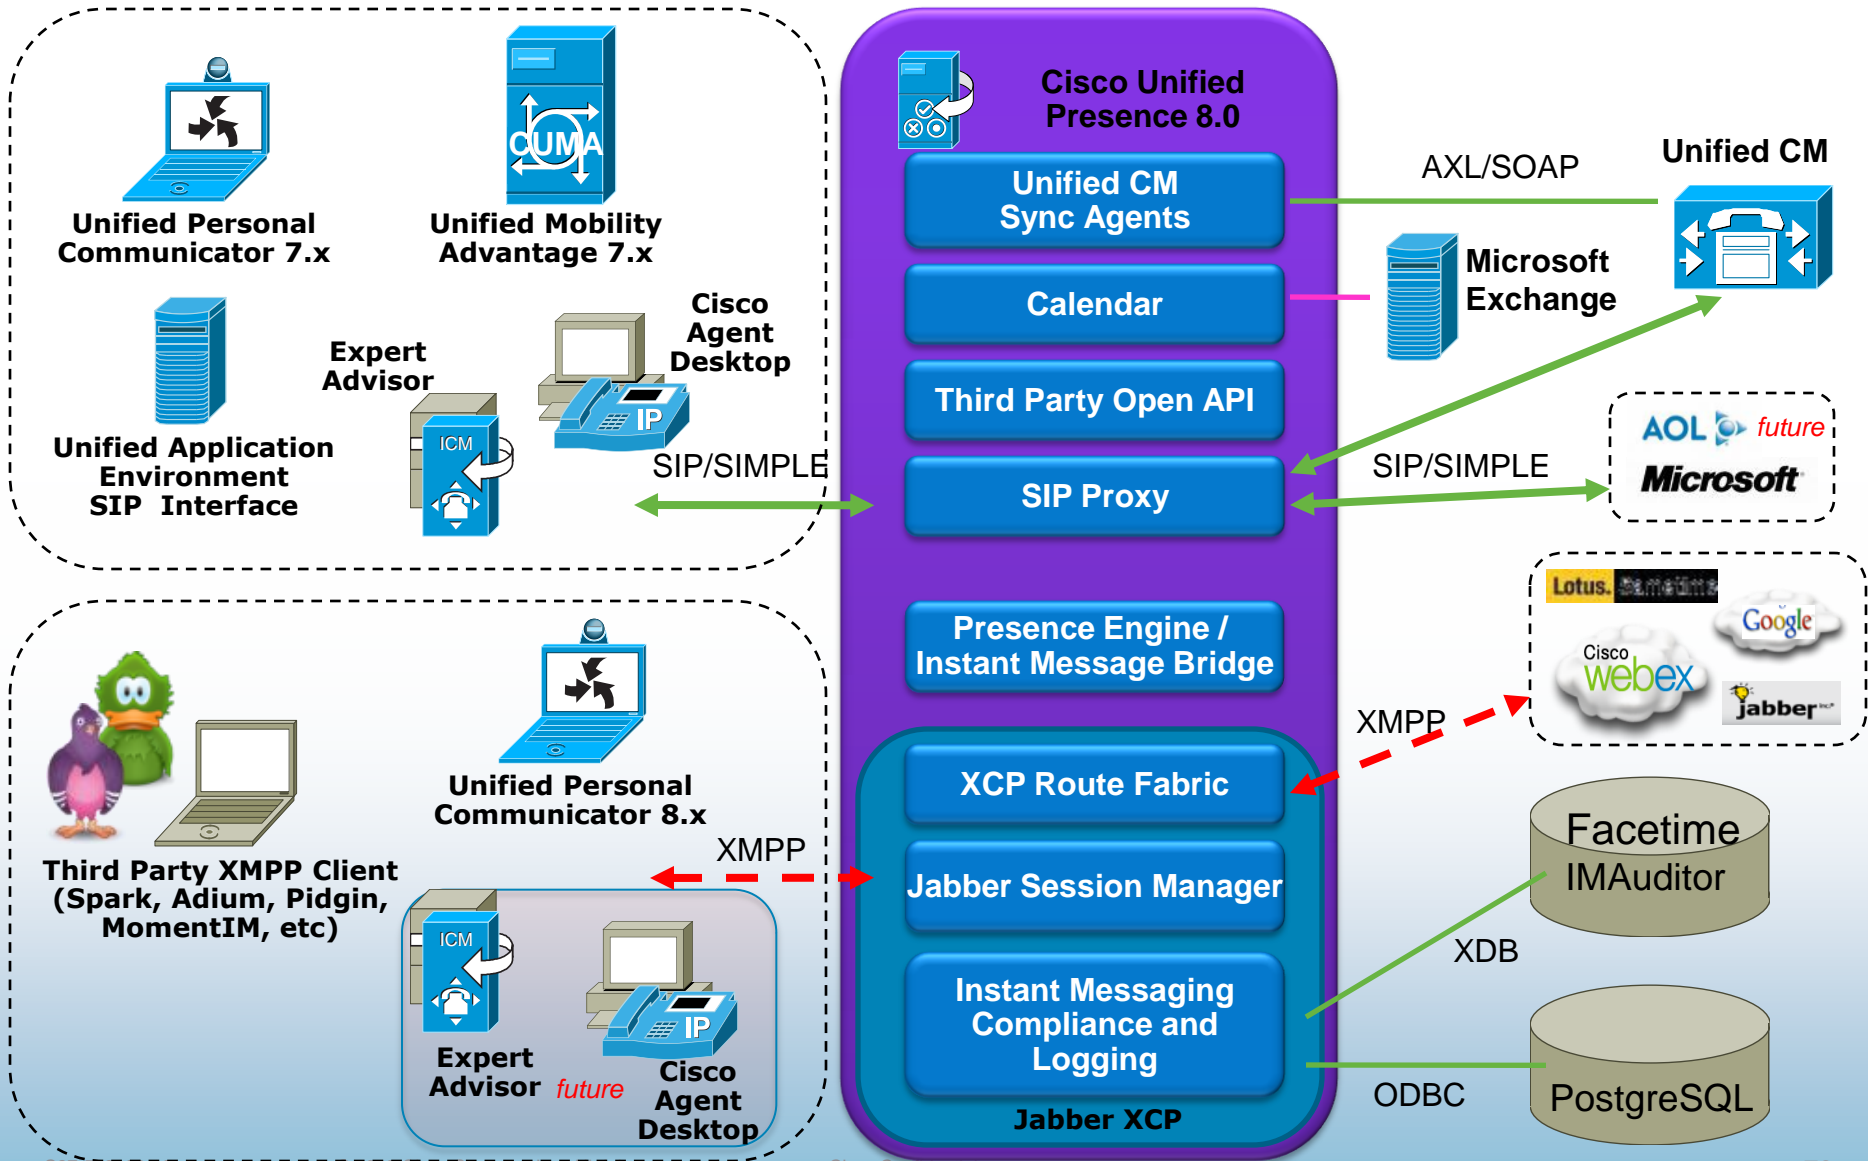 Cisco Unified
Presence 8.0
CUMA
Unified Personal
Communicator 7.x
Unified Mobility
Advantage 7.x
Cisco
Agent
Desktop
Expert
Advisor
ICM
IP
Unified Application
Environment
SIP Interface
SIP/SIMPLE
Unified CM
Sync Agents
Calendar
Third Party Open API
SIP Proxy
Presence Engine /
Instant Message Bridge
XCP Route Fabric
Jabber Session Manager
Instant Messaging
Compliance and
Logging
Jabber XCP
AXL/SOAP
Unified CM
Microsoft
Exchange
SIP/SIMPLE
AOL future
Microsoft
Lotus. Sametime
Google
Cisco
webex
jabber inc.
XMPP
Facetime
IMAuditor
XDB
ODBC
PostgreSQL
Unified Personal
Communicator 8.x
Third Party XMPP Client
(Spark, Adium, Pidgin,
MomentIM, etc)
XMPP
ICM
IP
Expert
Advisor
future
Cisco
Agent
Desktop